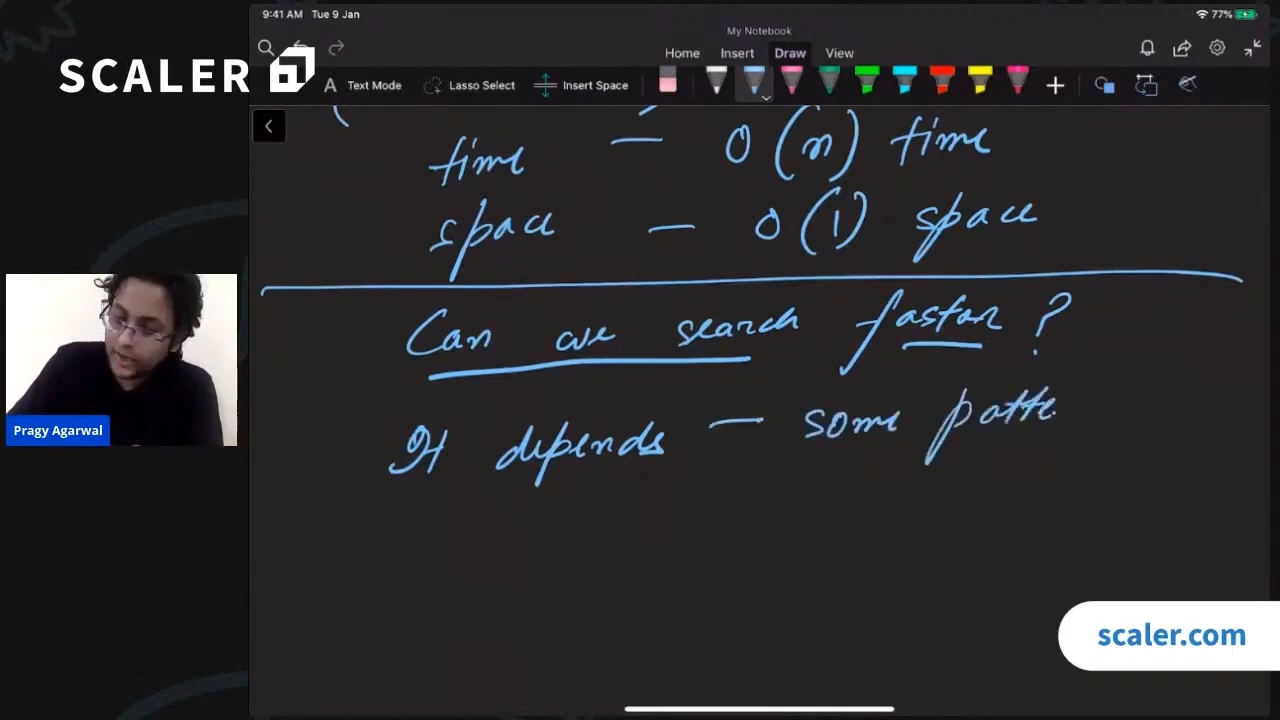 9:41 AM Tue 9 Jan
77%
My Notebook
Home Insert Draw View
SCALER
Text Mode Lasso Select Insert Space
time — O(n) time
space — O(1) space
Can we search faster ?
It depends — some patte
Pragy Agarwal
scaler.com